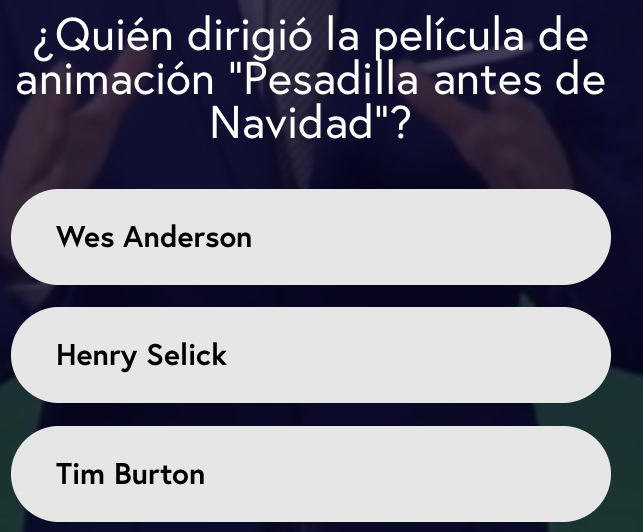 ¿Quién dirigió la película de
animación "Pesadilla antes de
Navidad"?
Wes Anderson
Henry Selick
Tim Burton